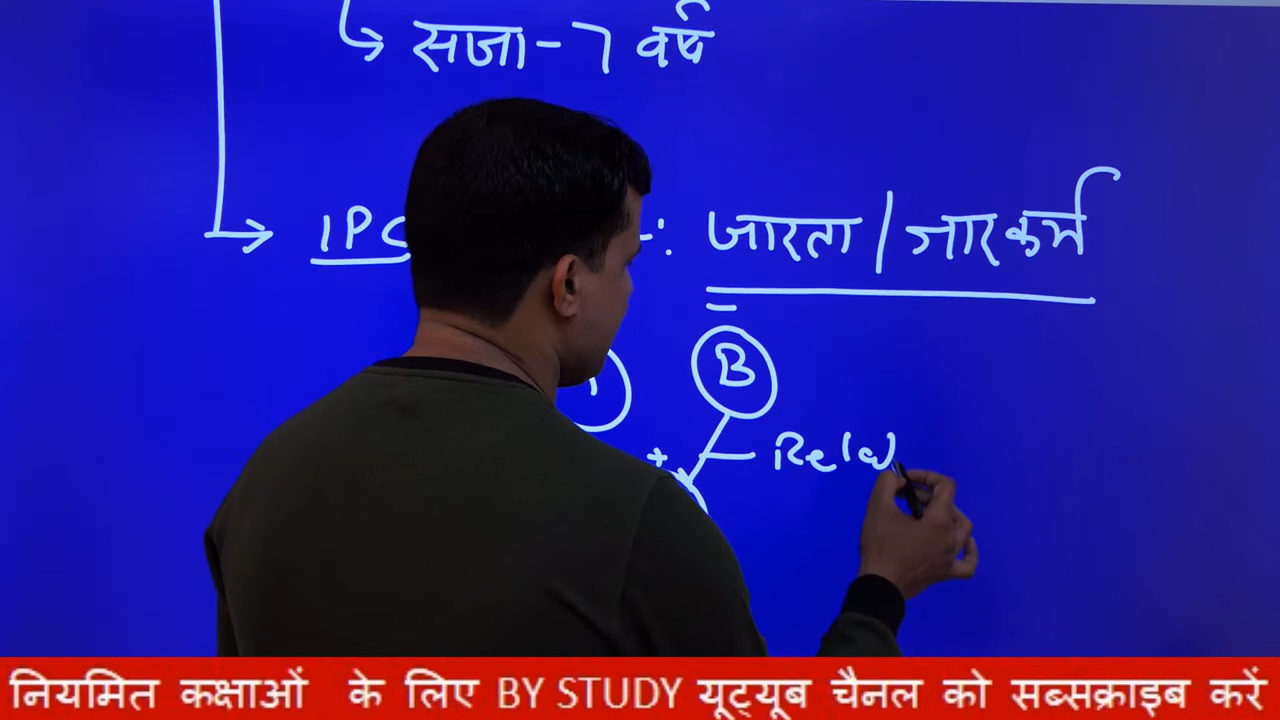 सजा - 7 वर्ष
IPC -: जारता / जारकर्म
B
+ Rela
नियमित कक्षाओं के लिए BY STUDY यूट्यूब चैनल को सब्सक्राइब करें